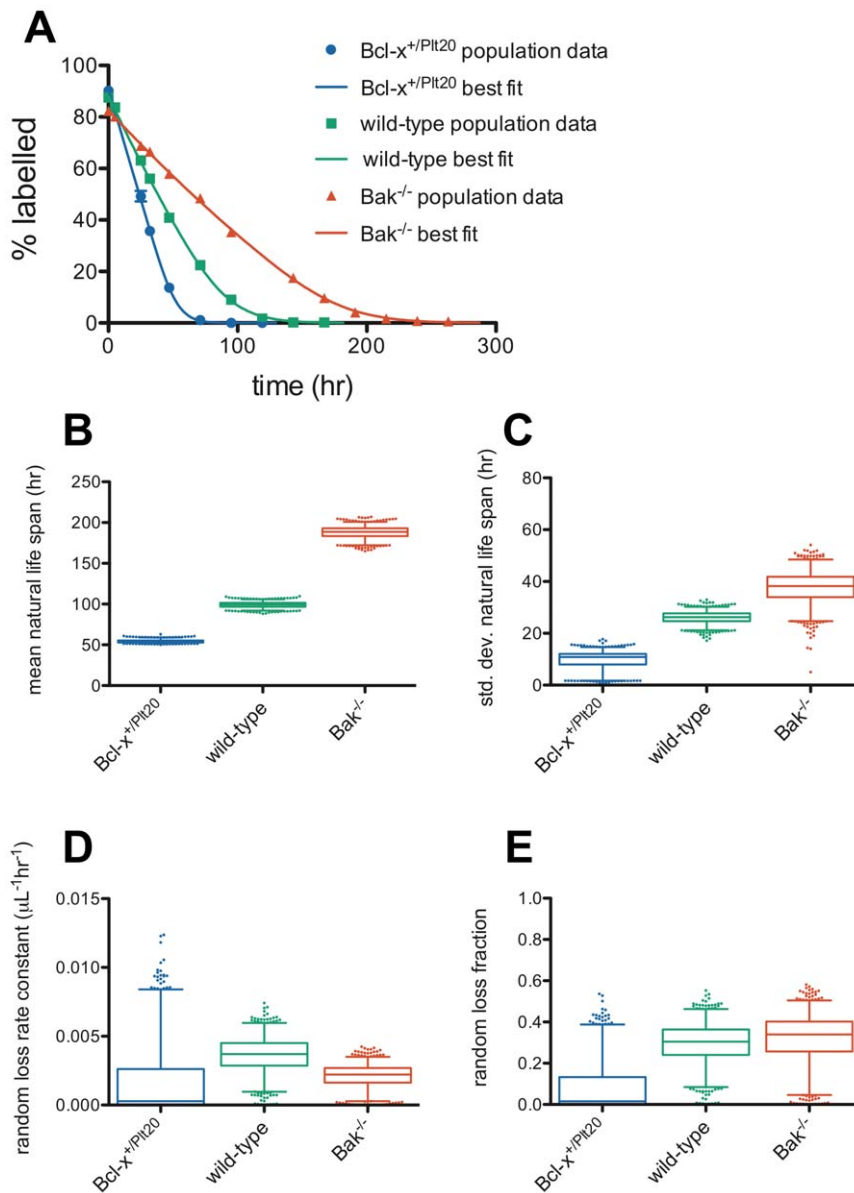 A
Bcl-x+/Plt20 population data
Bcl-x+/Plt20 best fit
wild-type population data
wild-type best fit
Bak-/- population data
Bak-/- best fit
% labelled
100
80
60
40
20
0
0 100 200 300
time (hr)
B
mean natural life span (hr)
250
200
150
100
50
0
Bcl-x+/Plt20 wild-type Bak-/-
C
std. dev. natural life span (hr)
80
60
40
20
0
Bcl-x+/Plt20 wild-type Bak-/-
D
random loss rate constant (μL-1hr-1)
0.015
0.010
0.005
0.000
Bcl-x+/Plt20 wild-type Bak-/-
E
random loss fraction
1.0
0.8
0.6
0.4
0.2
0.0
Bcl-x+/Plt20 wild-type Bak-/-